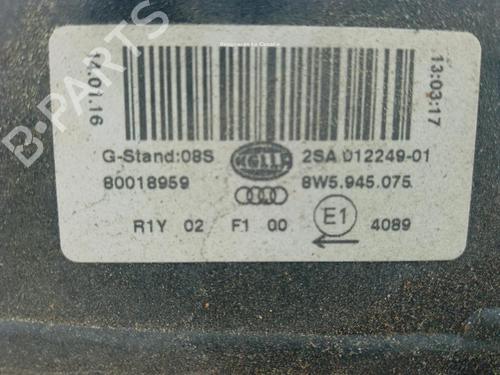 14.01.16
13:03:17
G-Stand:08S HELLA 2SA 012249-01
80018959 8W5.945.075
R1Y 02 F1 00 E1 4089
B-PARTS